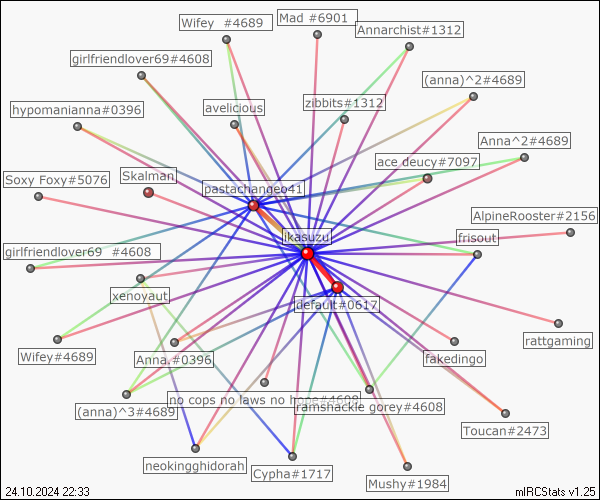 Mad #6901
Wifey  #4689
Annarchist#1312
girlfriendlover69#4608
(anna)^2#4689
zibbits#1312
avelicious
hypomanianna#0396
Anna^2#4689
ace deucy#7097
Skalman
Soxy Foxy#5076
pastachangeo41
AlpineRooster#2156
ikasuzu
frisout
girlfriendlover69  #4608
xenoyaut
default#0617
rattgaming
Wifey#4689
Anna.#0396
fakedingo
no cops no laws no hope#4608
ramshackle gorey#4608
(anna)^3#4689
Toucan#2473
neokingghidorah
Cypha#1717
Mushy#1984
24.10.2024 22:33
mIRCStats v1.25